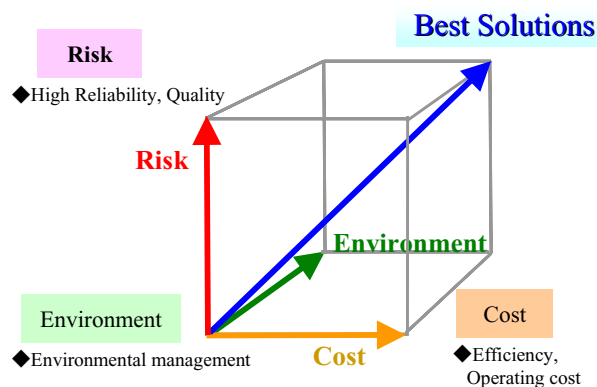 Best Solutions
Risk
◆High Reliability, Quality
Risk
Environment
Environment
◆Environmental management
Cost
Cost
◆Efficiency,
Operating cost